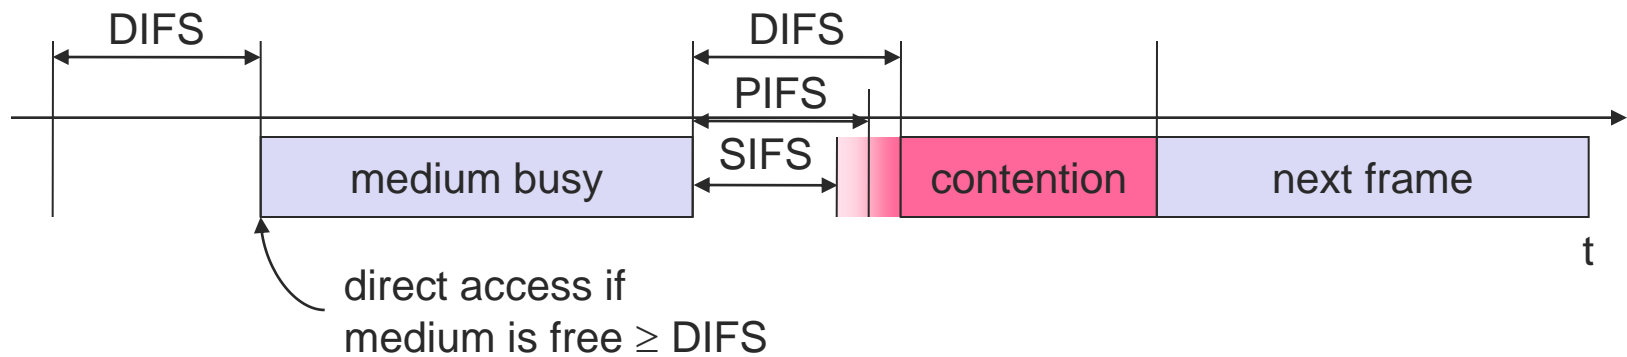 DIFS
DIFS
PIFS
SIFS
medium busy
contention
next frame
t
direct access if
medium is free ≥ DIFS